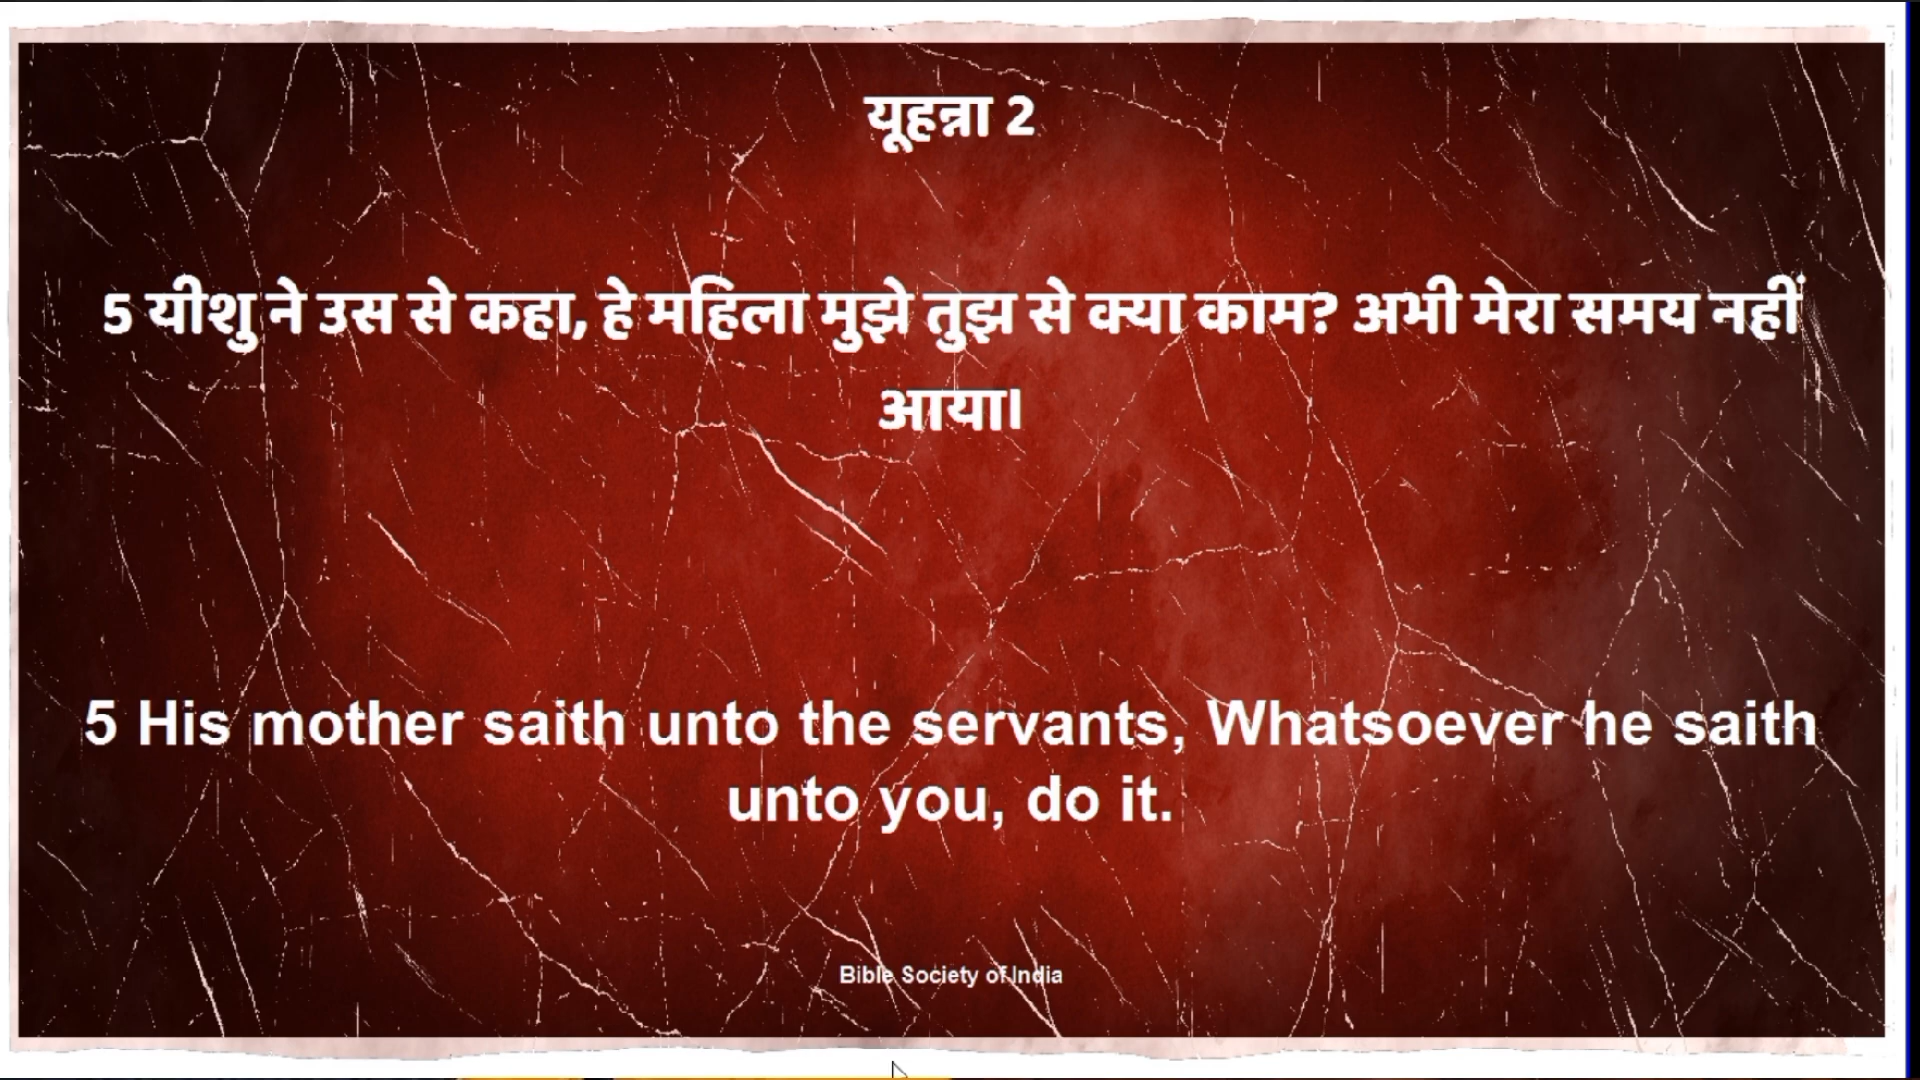 यूहन्ना 2
5 यीशु ने उस से कहा, हे महिला मुझे तुझ से क्या काम? अभी मेरा समय नहीं
आया।
5 His mother saith unto the servants, Whatsoever he saith
unto you, do it.
Bible Society of India